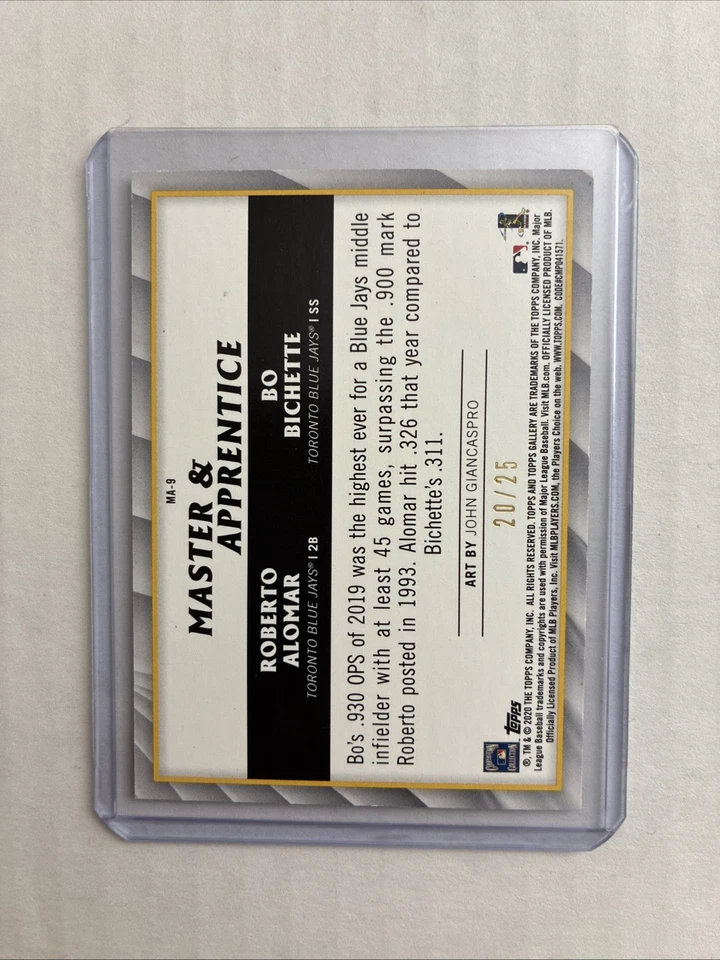 MA-9
MASTER &
APPRENTICE
ROBERTO
ALOMAR
TORONTO BLUE JAYS® | 2B
BO
BICHETTE
TORONTO BLUE JAYS® | SS
Bo's .930 OPS of 2019 was the highest ever for a Blue Jays middle
infielder with at least 45 games, surpassing the .900 mark
Roberto posted in 1993. Alomar hit .326 that year compared to
Bichette's .311.
ART BY JOHN GIANCASPRO
20/25
topps
®, TM & © 2020 THE TOPPS COMPANY, INC. ALL RIGHTS RESERVED. TOPPS AND TOPPS GALLERY ARE TRADEMARKS OF THE TOPPS COMPANY, INC. Major
League Baseball trademarks and copyrights are used with permission of Major League Baseball. Visit MLB.com. OFFICIALLY LICENSED PRODUCT OF MLB.
Officially Licensed Product of MLB Players, Inc. Visit MLBPLAYERS.COM, the Players Choice on the web. WWW.TOPPS.COM. CODE#CMP041571.